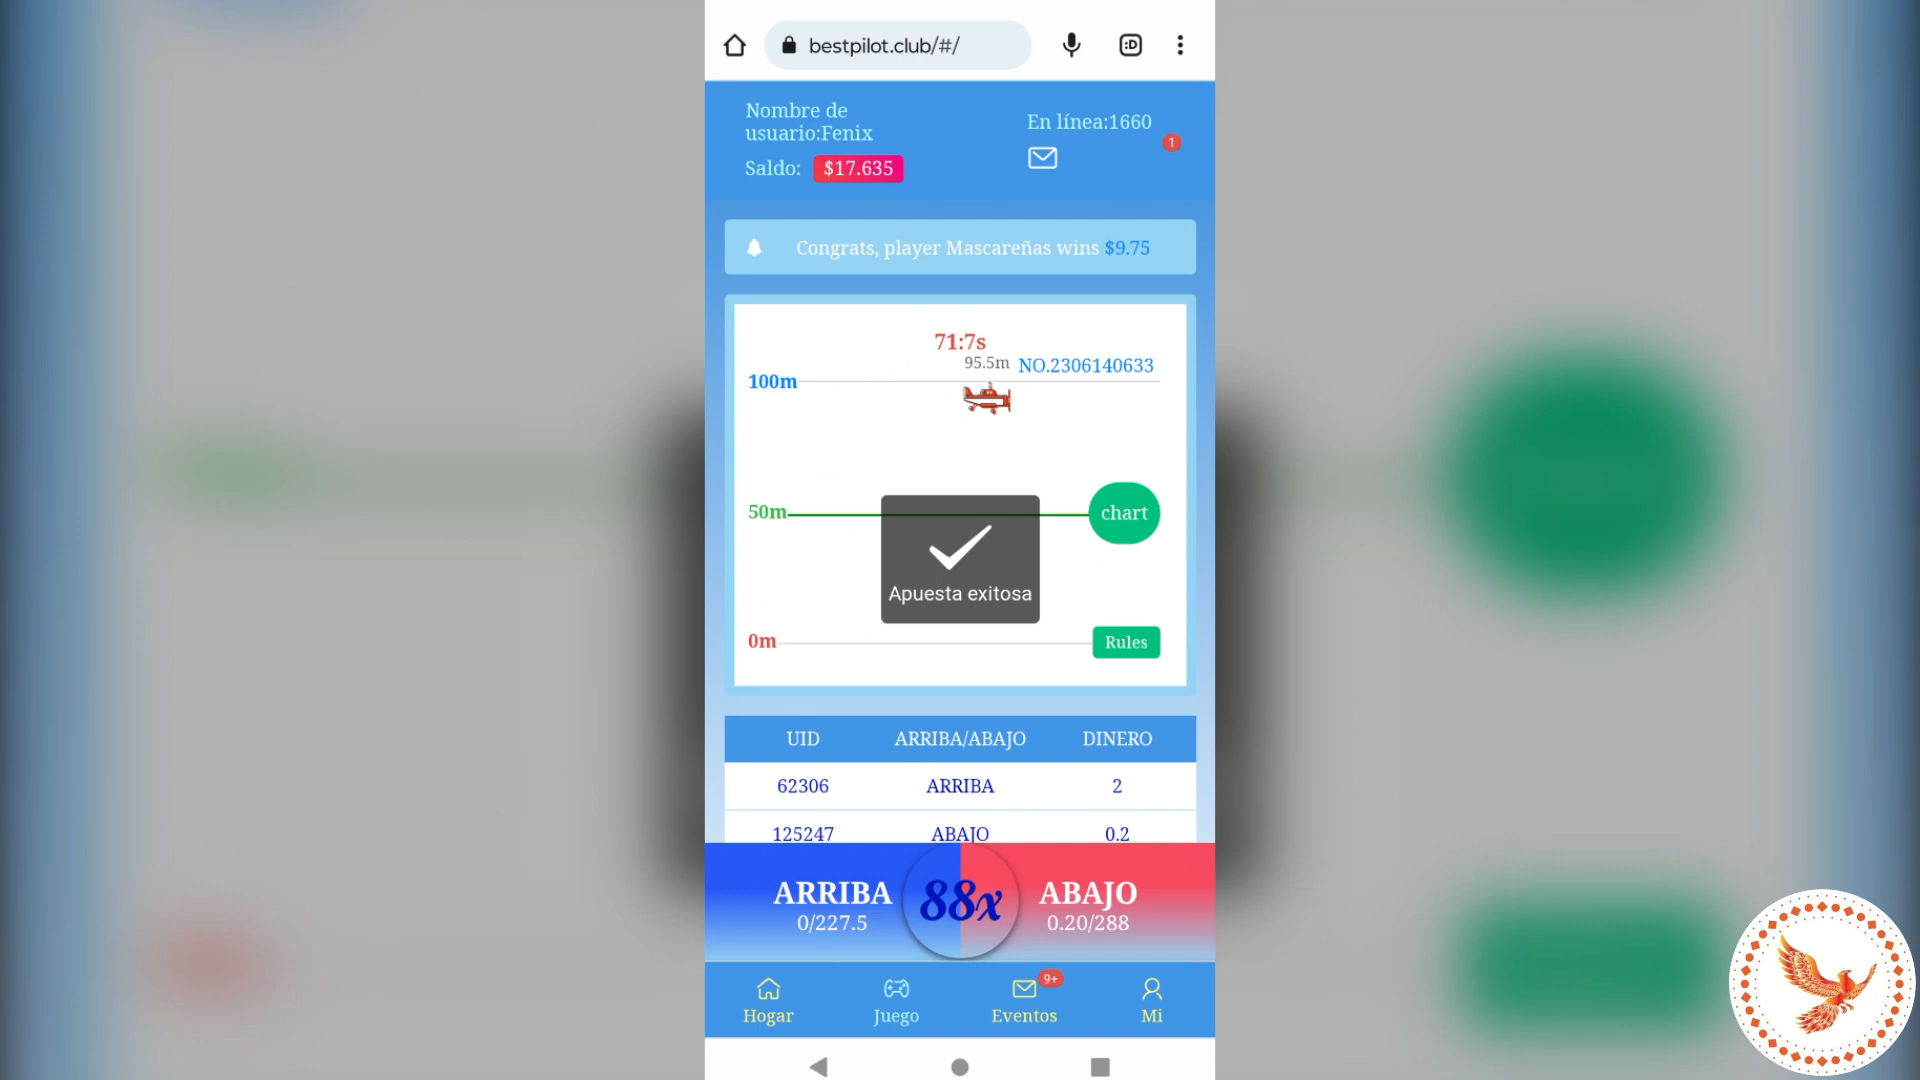 bestpilot.club/#/
:D
Nombre de
usuario:Fenix
Saldo: $17.635
En línea:1660
1
Congrats, player Mascareñas wins $9.75
71:7s
95.5m NO.2306140633
100m
50m
chart
Apuesta exitosa
0m
Rules
UID ARRIBA/ABAJO DINERO
62306 ARRIBA 2
125247 ABAJO 0.2
ARRIBA 88x ABAJO
0/227.5 0.20/288
9+
Hogar Juego Eventos Mi